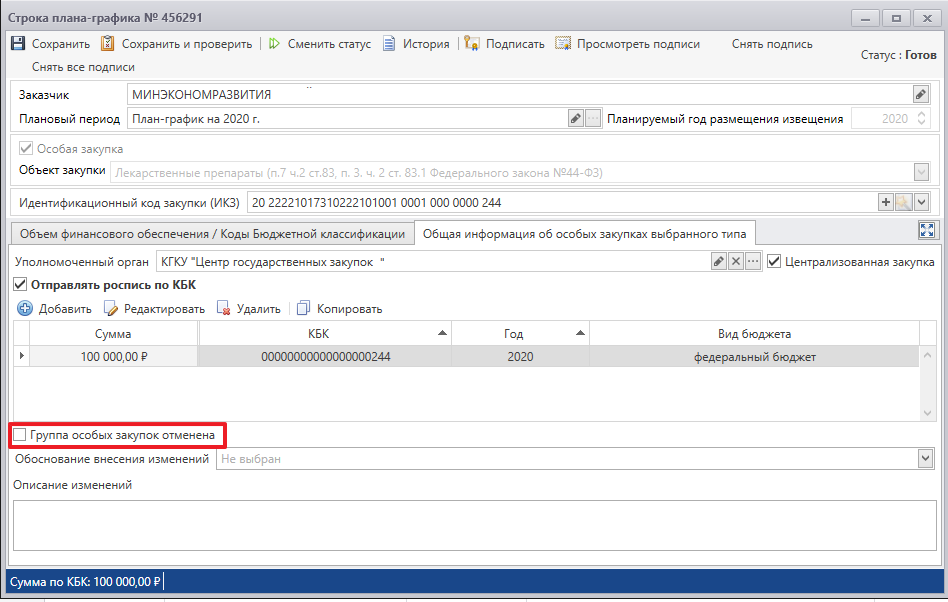 Строка плана-графика № 456291
Сохранить Сохранить и проверить Сменить статус История Подписать Просмотреть подписи Снять подпись
Статус : Готов
Снять все подписи
Заказчик МИНЭКОНОМРАЗВИТИЯ
Плановый период План-график на 2020 г. Планируемый год размещения извещения 2020
Особая закупка
Объект закупки Лекарственные препараты (п.7 ч.2 ст.83, п. 3. ч. 2 ст. 83.1 Федерального закона №44-ФЗ)
Идентификационный код закупки (ИКЗ) 20 22221017310222101001 0001 000 0000 244
Объем финансового обеспечения / Коды Бюджетной классификации Общая информация об особых закупках выбранного типа
Уполномоченный орган КГКУ "Центр государственных закупок " Централизованная закупка
Отправлять роспись по КБК
Добавить Редактировать Удалить Копировать
Сумма КБК Год Вид бюджета
100 000,00 ₽ 00000000000000000244 2020 федеральный бюджет
Группа особых закупок отменена
Обоснование внесения изменений Не выбран
Описание изменений
Сумма по КБК: 100 000,00 ₽